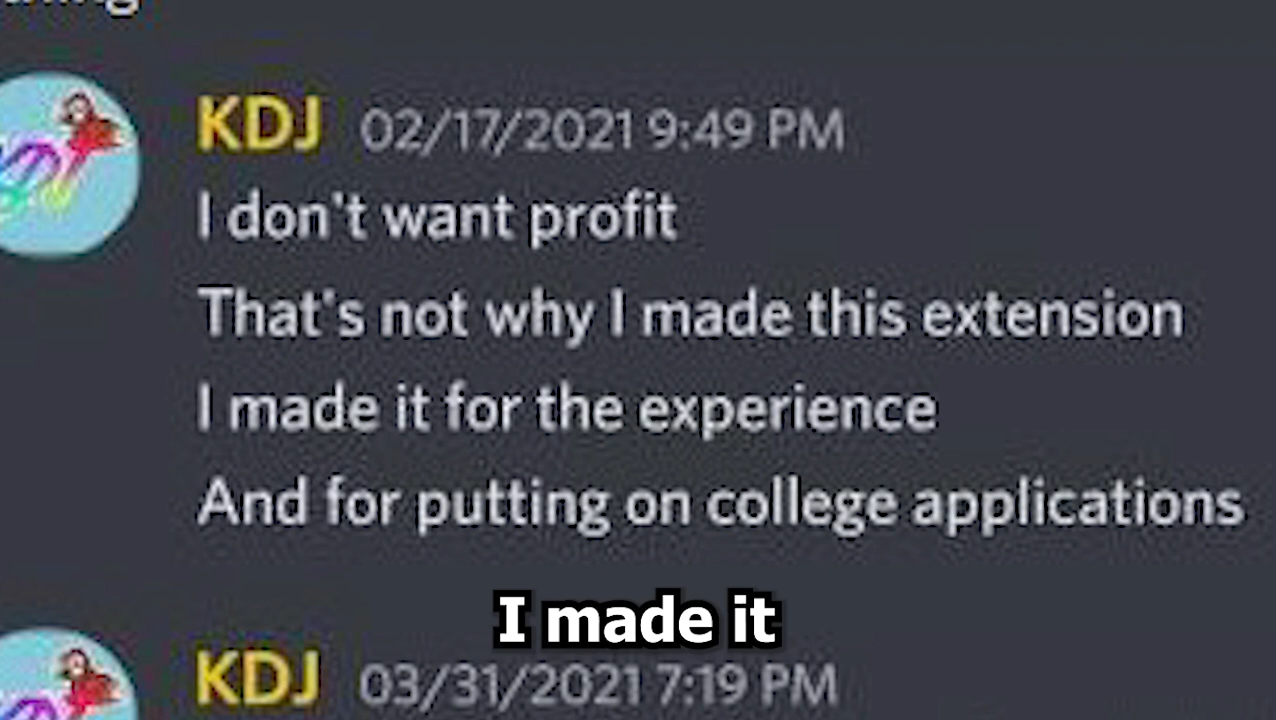 KDJ 02/17/2021 9:49 PM
I don't want profit
That's not why I made this extension
I made it for the experience
And for putting on college applications
I made it
KDJ 03/31/2021 7:19 PM